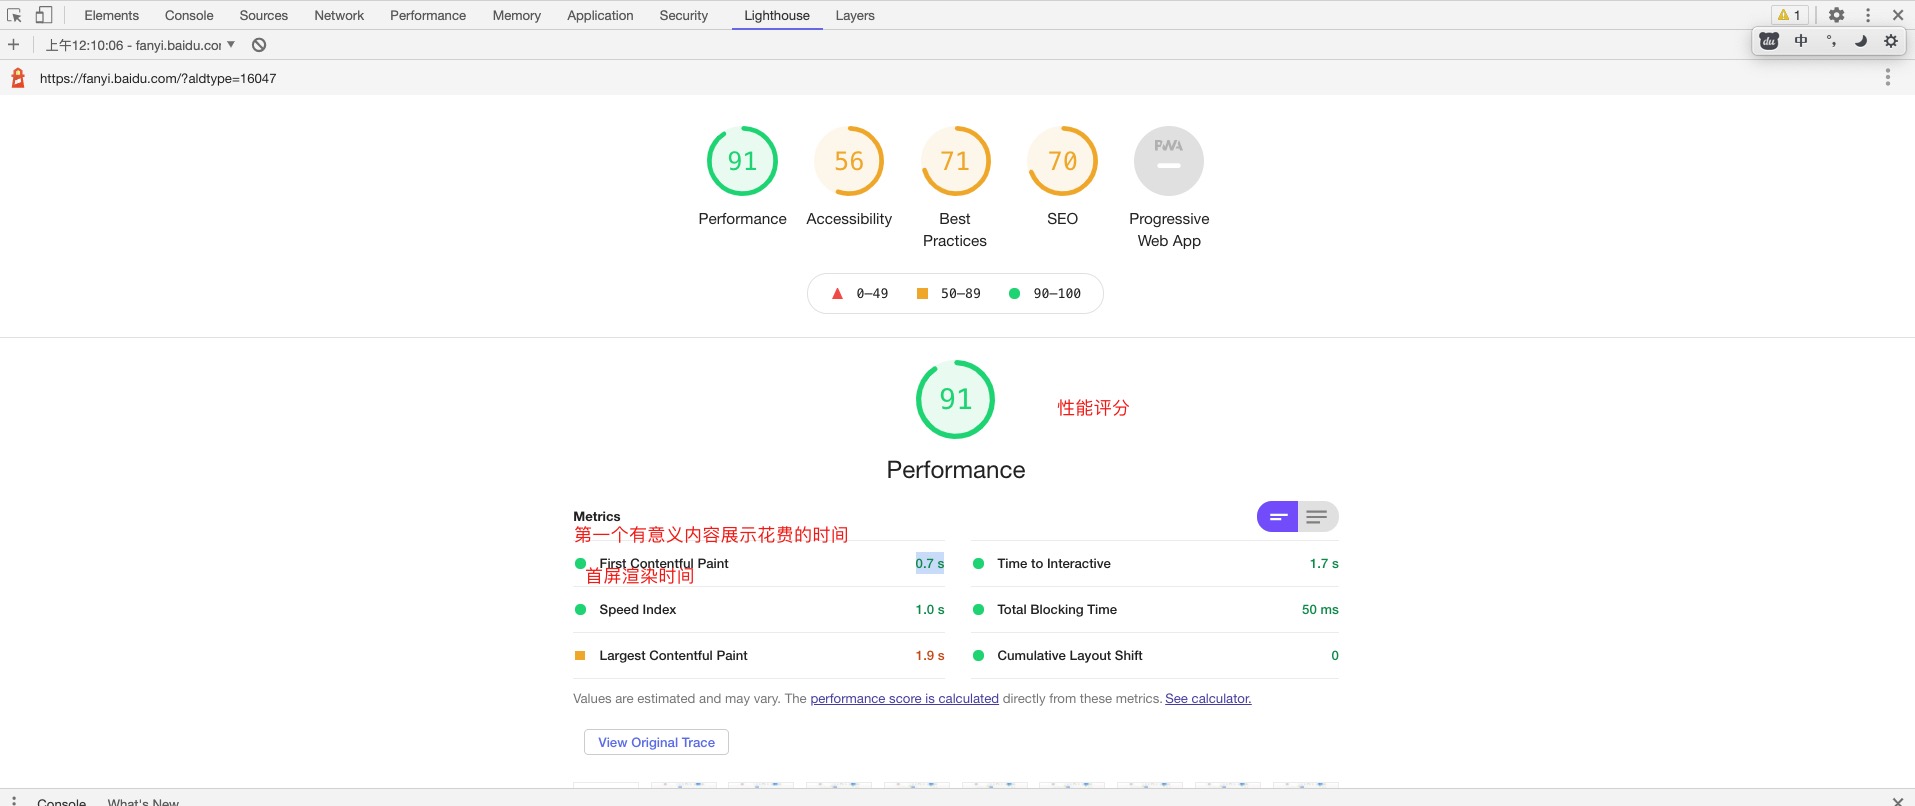 Elements Console Sources Network Performance Memory Application Security Lighthouse Layers 1
上午12:10:06 - fanyi.baidu.co
du 中 °,
https://fanyi.baidu.com/?aldtype=16047
91 56 71 70 PWA
Performance Accessibility Best Practices SEO Progressive Web App
0–49 50–89 90–100
91
性能评分
Performance
Metrics
第一个有意义内容展示花费的时间
First Contentful Paint 0.7 s Time to Interactive 1.7 s
首屏渲染时间
Speed Index 1.0 s Total Blocking Time 50 ms
Largest Contentful Paint 1.9 s Cumulative Layout Shift 0
Values are estimated and may vary. The performance score is calculated directly from these metrics. See calculator.
View Original Trace
Console What's New